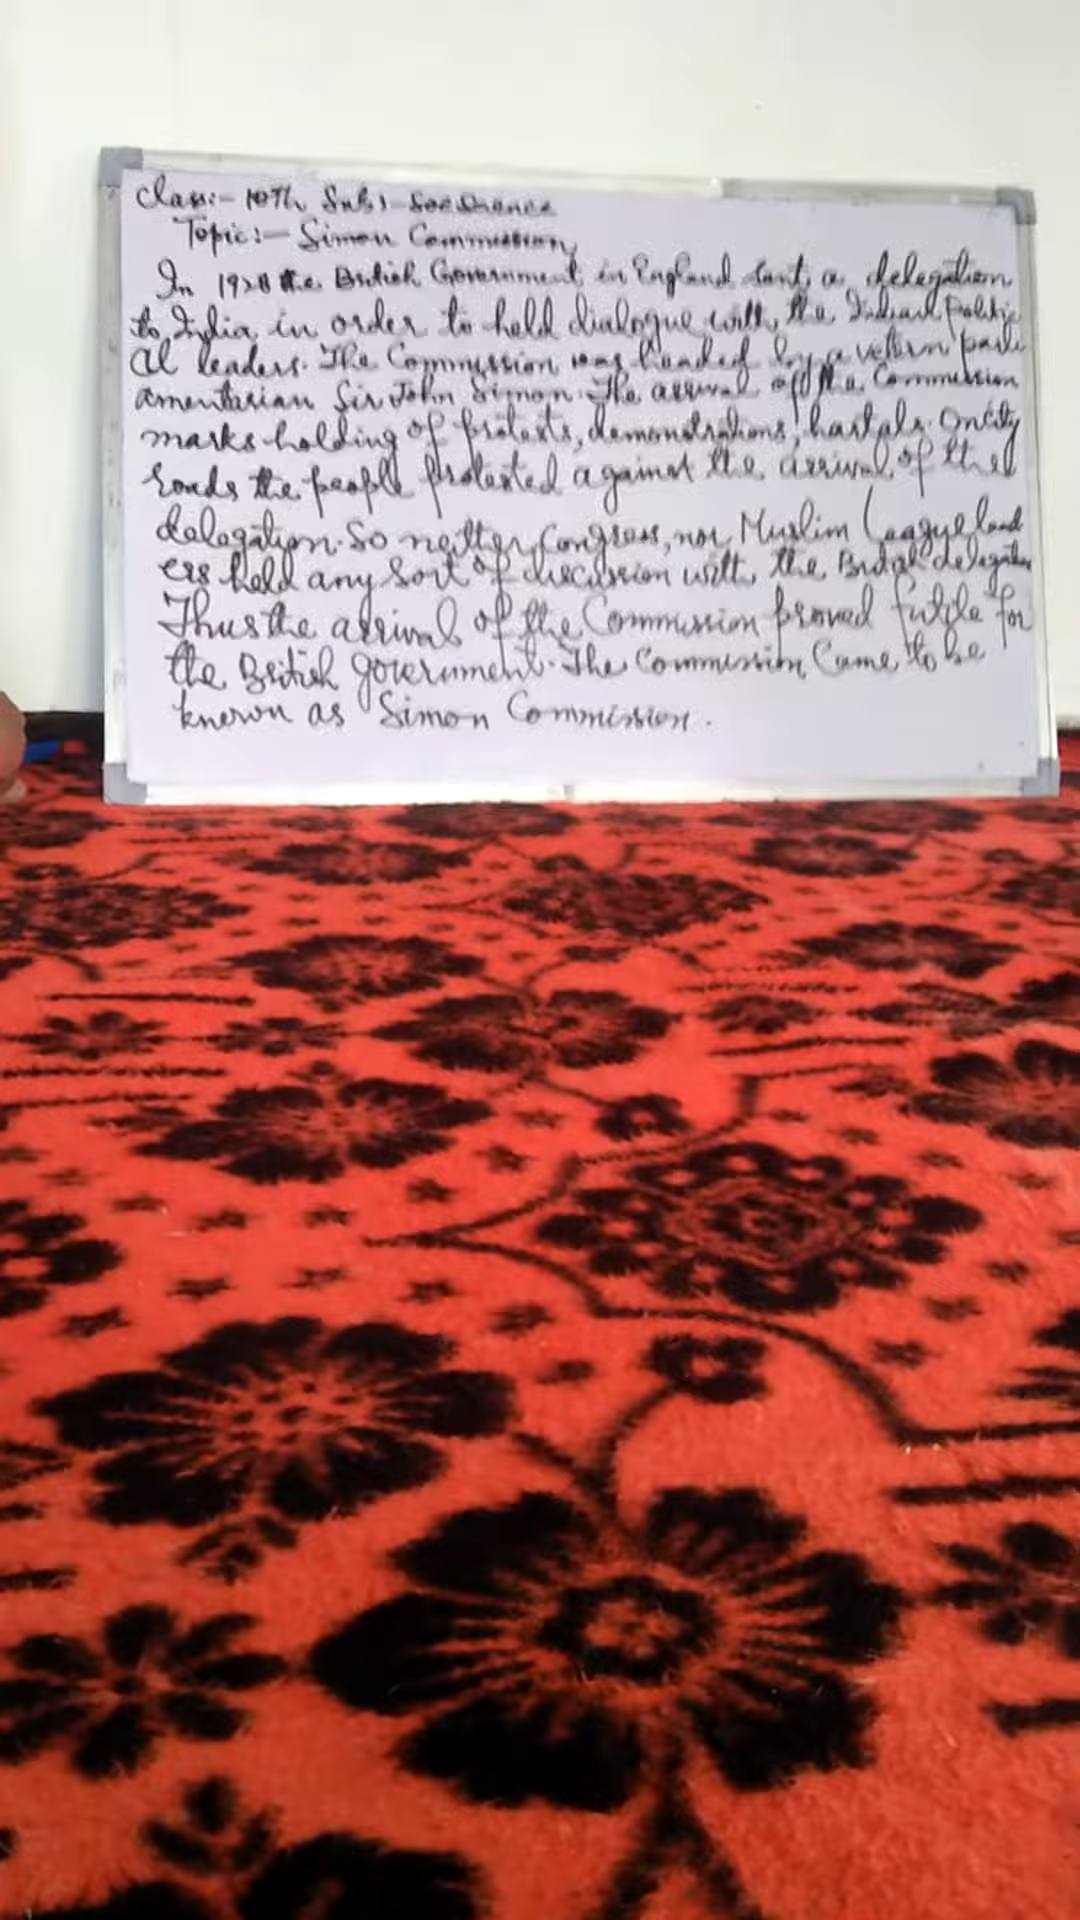 Class:- 10Th Sub:- Soc Science
Topic:- Simon Commission
In 1928 the British Government in England sent a delegation
to India in order to hold dialogue with the Indian Politic
al leaders. The Commission was headed by a vetern parli
amentarian Sir John Simon. The arrival of the Commission
marks holding of protests, demonstrations, hartals. On city
roads the people protested against the arrival of the
delegation. So neither Congress, nor Muslim League lead
ers held any sort of discussion with the British delegation
Thus the arrival of the Commission proved futile for
the British government. The Commission Came to be
known as Simon Commission.